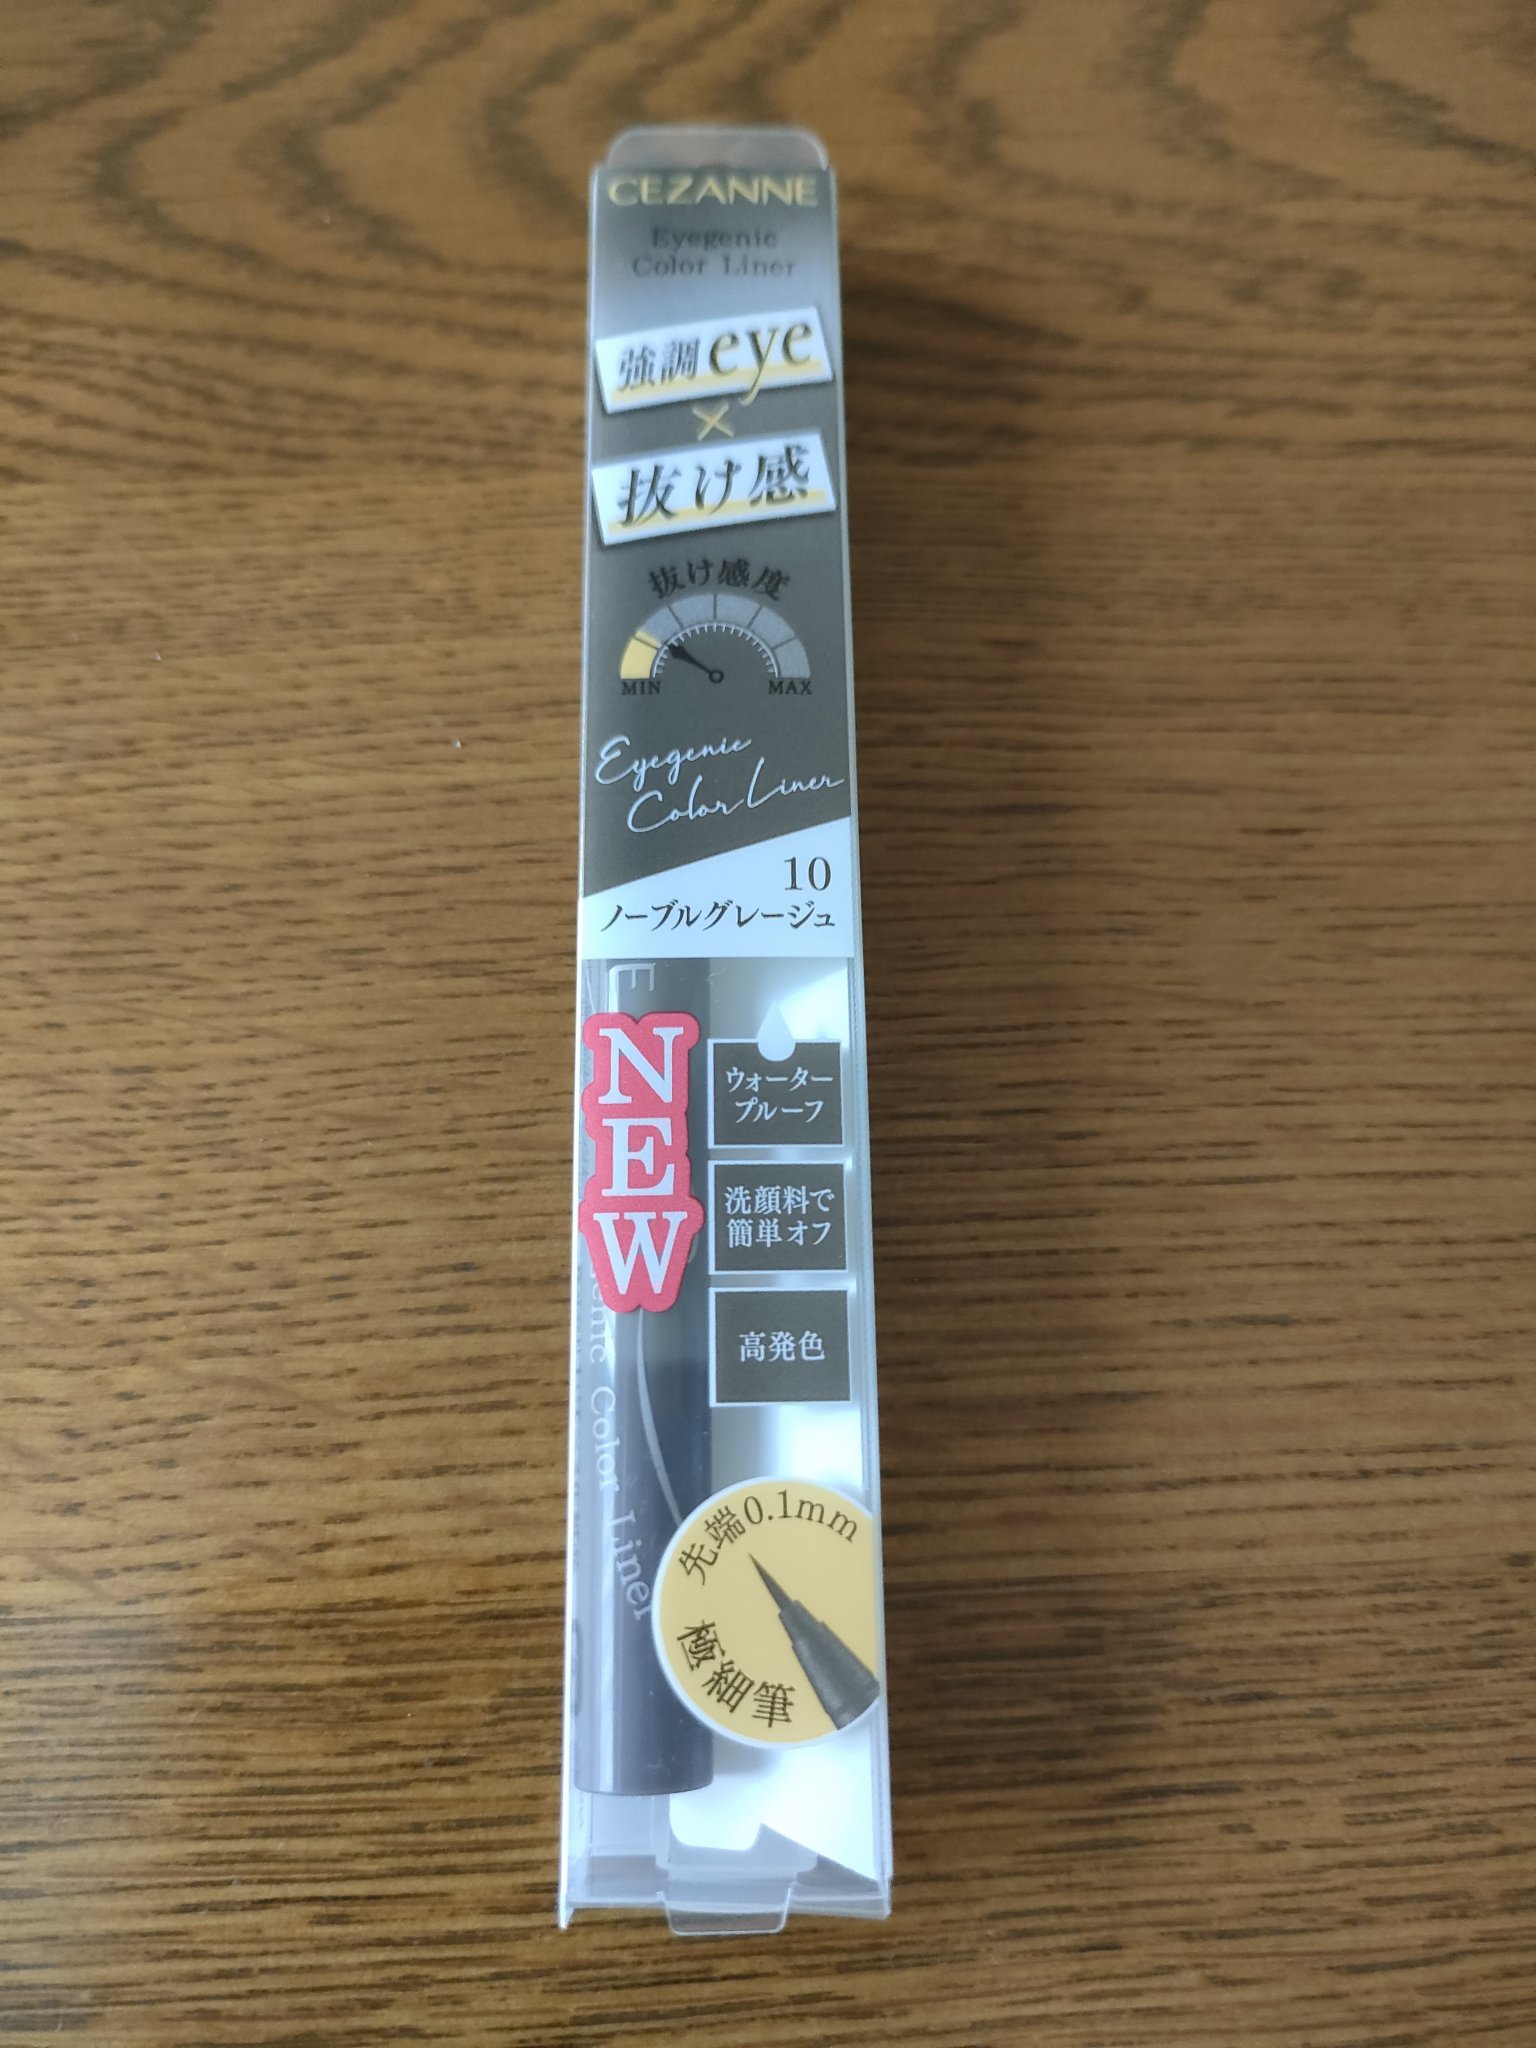 CEZANNE
Eyegenic
Color Liner
強調eye
×
抜け感
抜け感度
MIN
MAX
Eyegenic
Color Liner
10
ノーブルグレージュ
E
NEW
ウォーター
プルーフ
洗顔料で
簡単オフ
高発色
Color Liner
先端0.1mm
極細筆